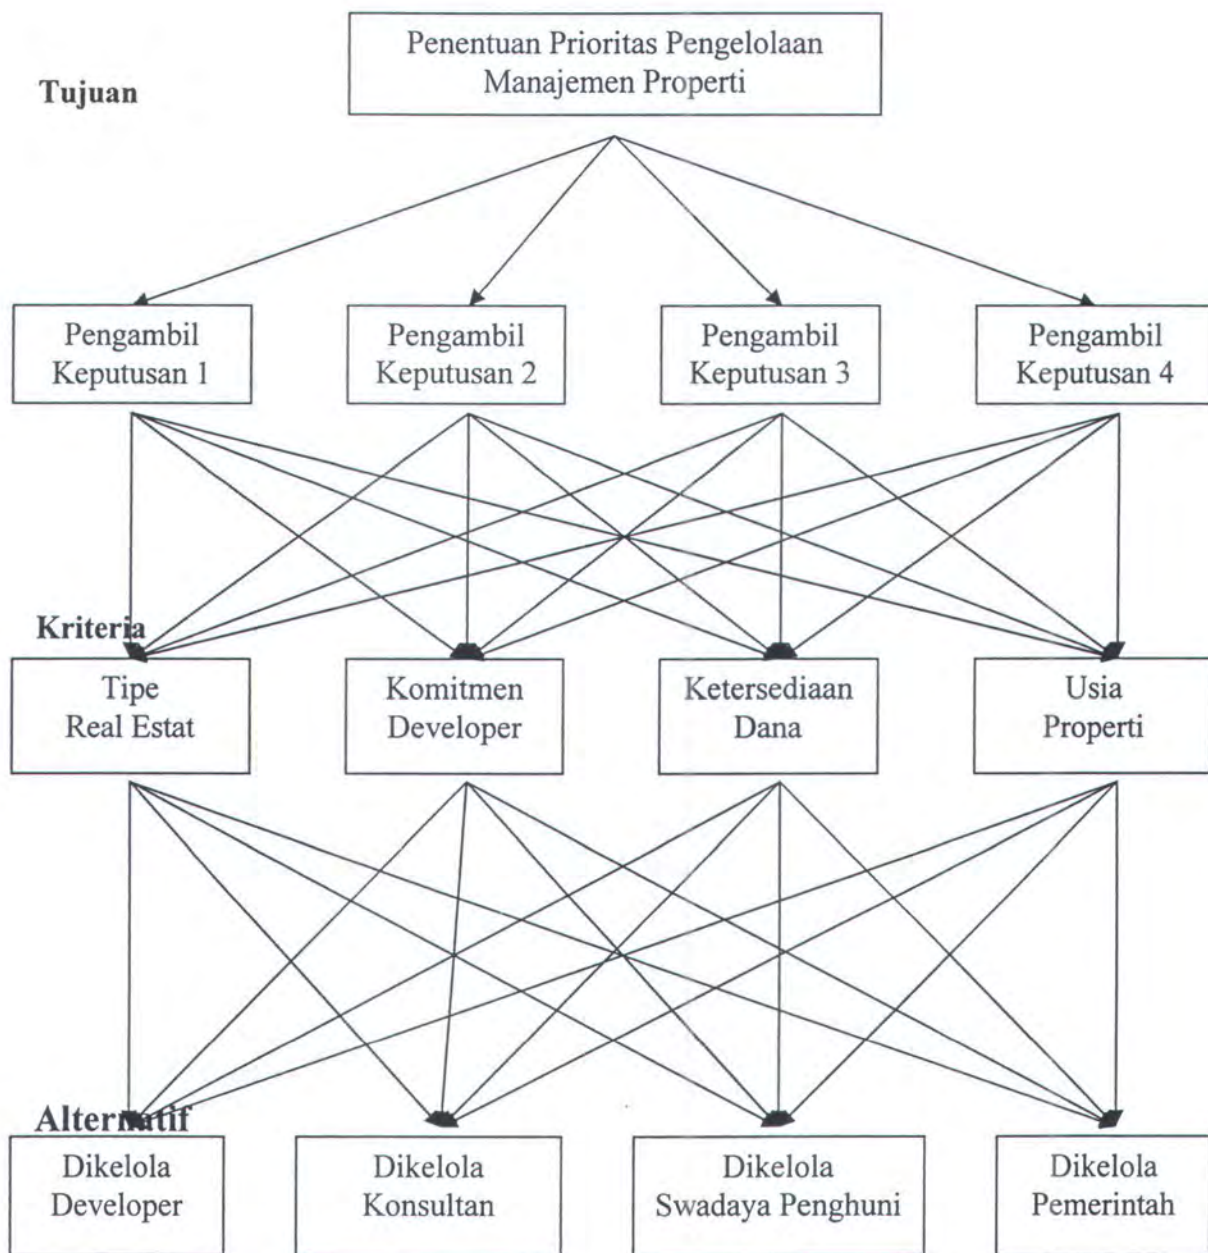 Penentuan Prioritas Pengelolaan
Manajemen Properti
Tujuan
Pengambil
Keputusan 1
Pengambil
Keputusan 2
Pengambil
Keputusan 3
Pengambil
Keputusan 4
Kriteria
Tipe
Real Estat
Komitmen
Developer
Ketersediaan
Dana
Usia
Properti
Alternatif
Dikelola
Developer
Dikelola
Konsultan
Dikelola
Swadaya Penghuni
Dikelola
Pemerintah